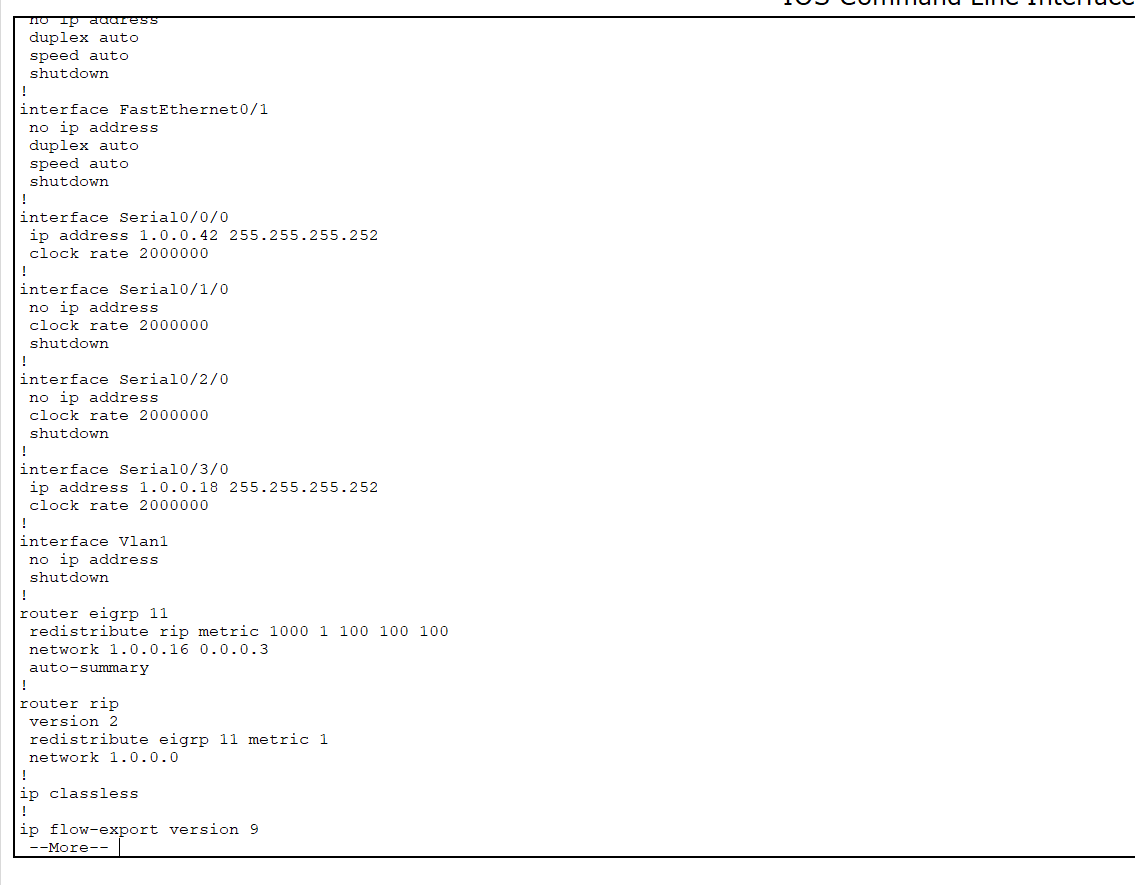 IOS Command Line Interface
no ip address
duplex auto
speed auto
shutdown
!
interface FastEthernet0/1
no ip address
duplex auto
speed auto
shutdown
!
interface Serial0/0/0
ip address 1.0.0.42 255.255.255.252
clock rate 2000000
!
interface Serial0/1/0
no ip address
clock rate 2000000
shutdown
!
interface Serial0/2/0
no ip address
clock rate 2000000
shutdown
!
interface Serial0/3/0
ip address 1.0.0.18 255.255.255.252
clock rate 2000000
!
interface Vlan1
no ip address
shutdown
!
router eigrp 11
redistribute rip metric 1000 1 100 100 100
network 1.0.0.16 0.0.0.3
auto-summary
!
router rip
version 2
redistribute eigrp 11 metric 1
network 1.0.0.0
!
ip classless
!
ip flow-export version 9
--More--